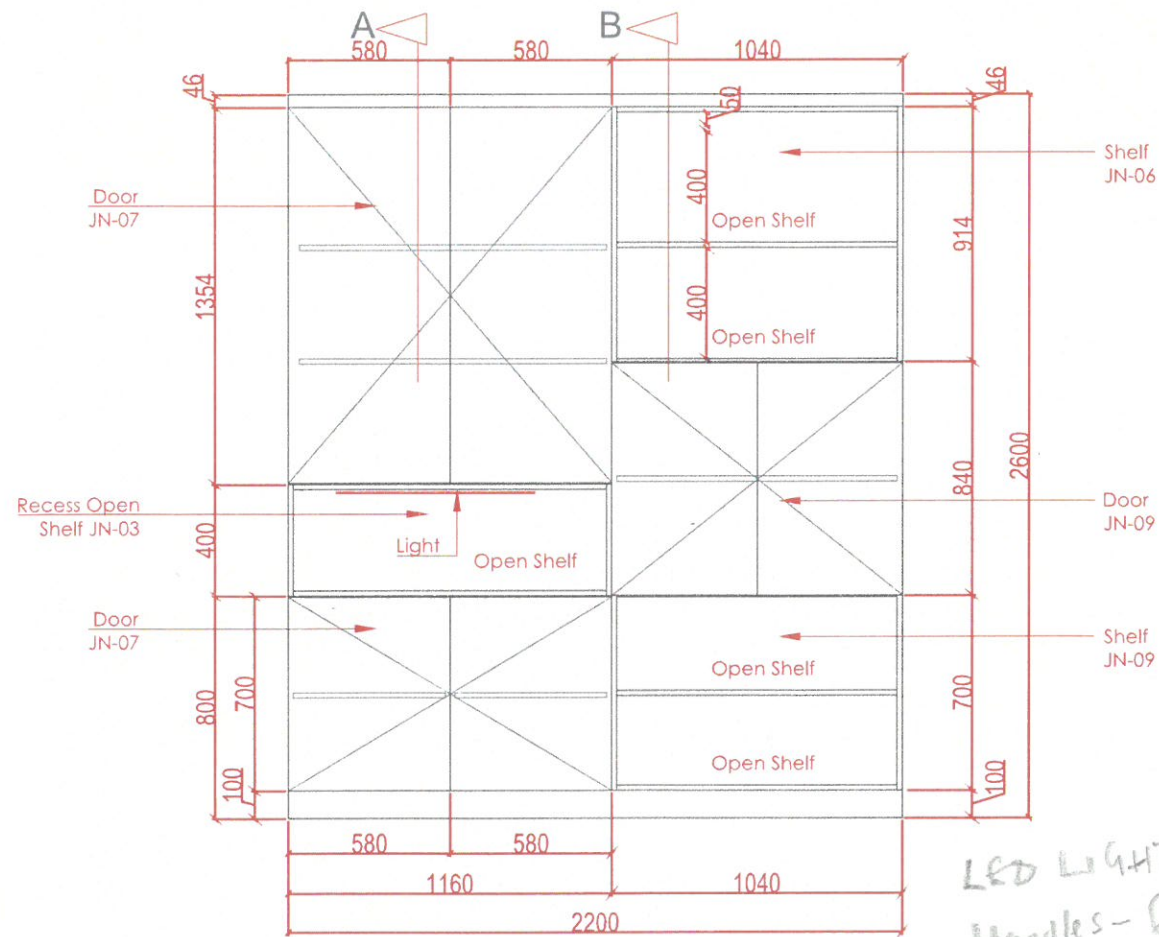 A
B
580
580
1040
46
46
50
Shelf
JN-06
Door
JN-07
400
Open Shelf
914
1354
400
Open Shelf
2600
840
Recess Open
Shelf JN-03
Door
JN-09
400
Light
Open Shelf
Door
JN-07
Shelf
JN-09
Open Shelf
800
700
700
Open Shelf
100
100
580
580
1160
1040
2200
LED LIGHT
Handles -